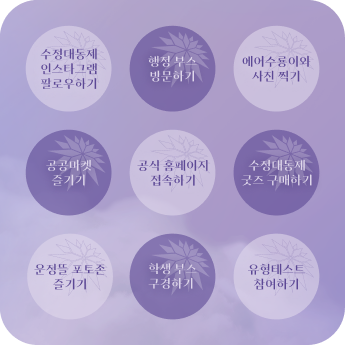 수정대동제
인스타그램
팔로우하기
행정 부스
방문하기
에어수룡이와
사진 찍기
공공마켓
즐기기
공식 홈페이지
접속하기
수정대동제
굿즈 구매하기
운정뜰 포토존
즐기기
학생 부스
구경하기
유형테스트
참여하기